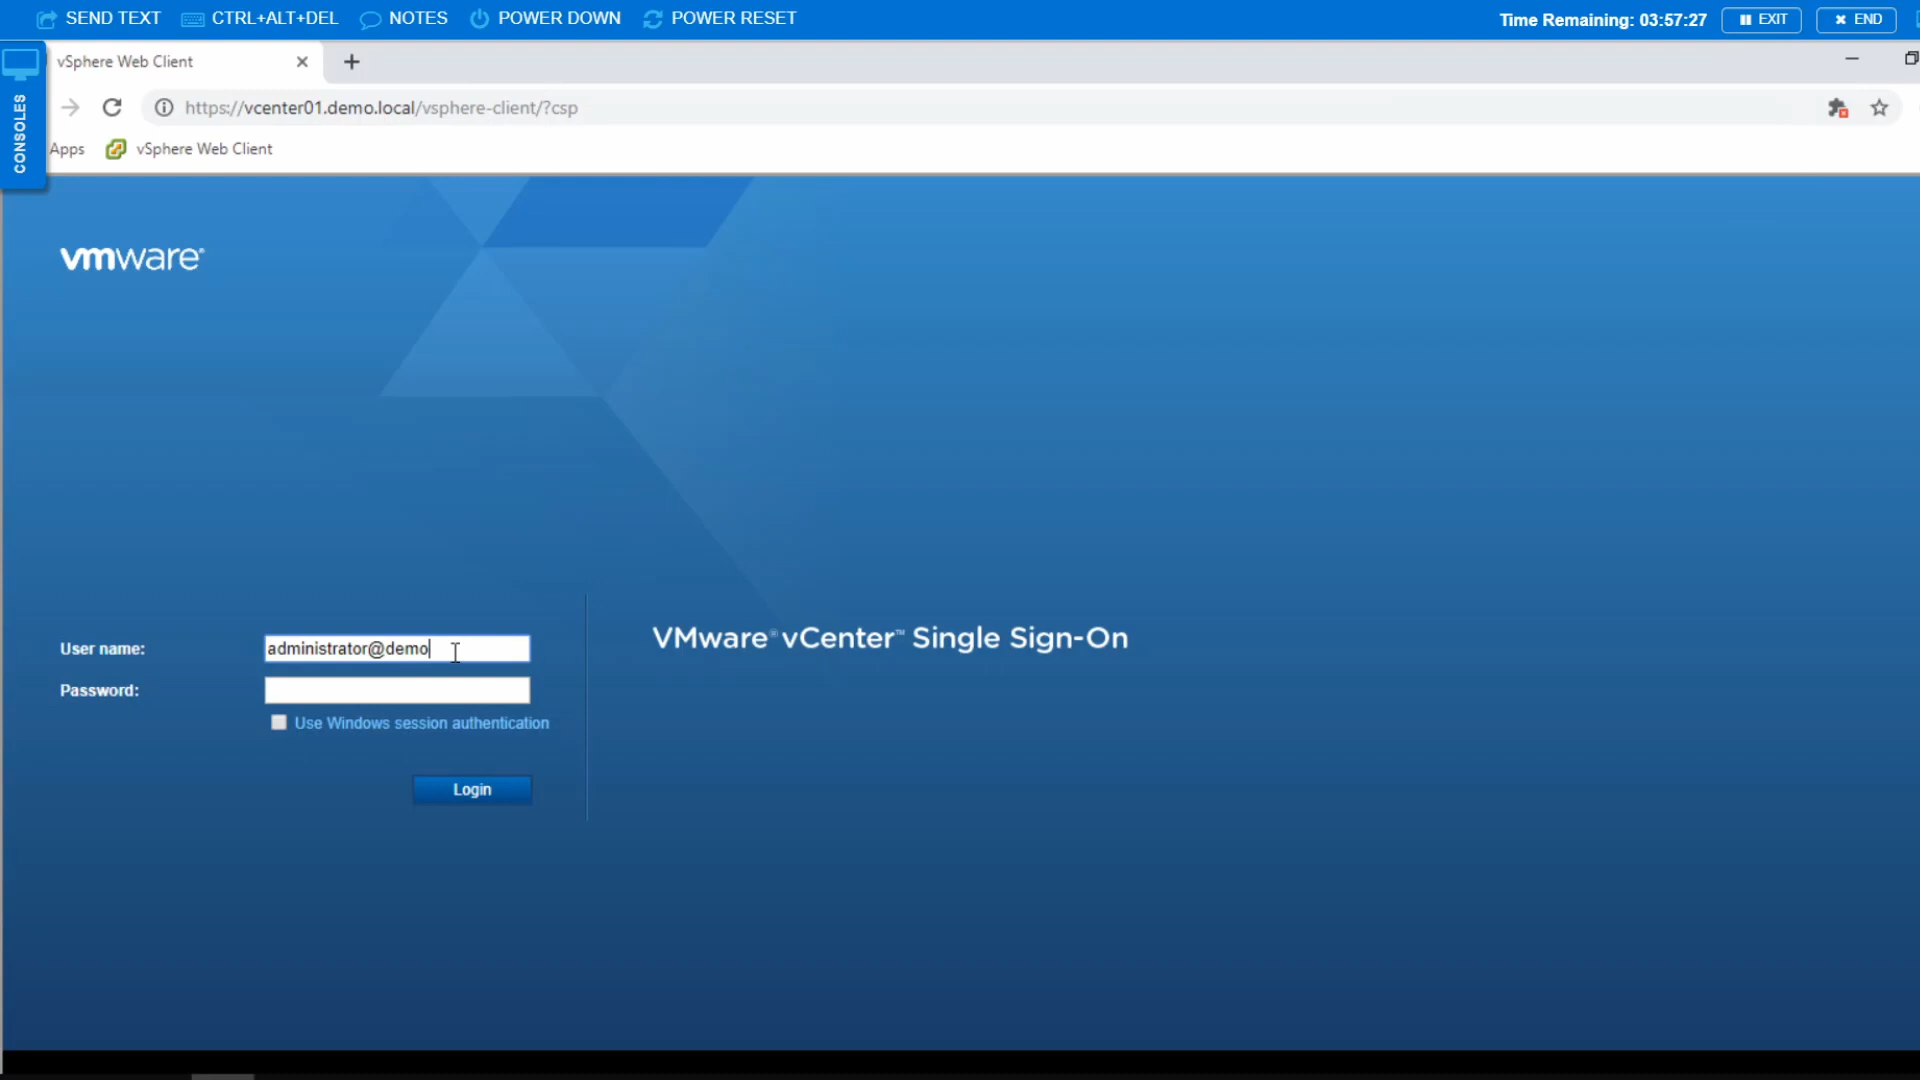 SEND TEXT CTRL+ALT+DEL NOTES POWER DOWN POWER RESET Time Remaining: 03:57:27 EXIT END
CONSOLES
vSphere Web Client
https://vcenter01.demo.local/vsphere-client/?csp
Apps vSphere Web Client
vmware®
User name: administrator@demo
VMware® vCenter™ Single Sign-On
Password:
Use Windows session authentication
Login